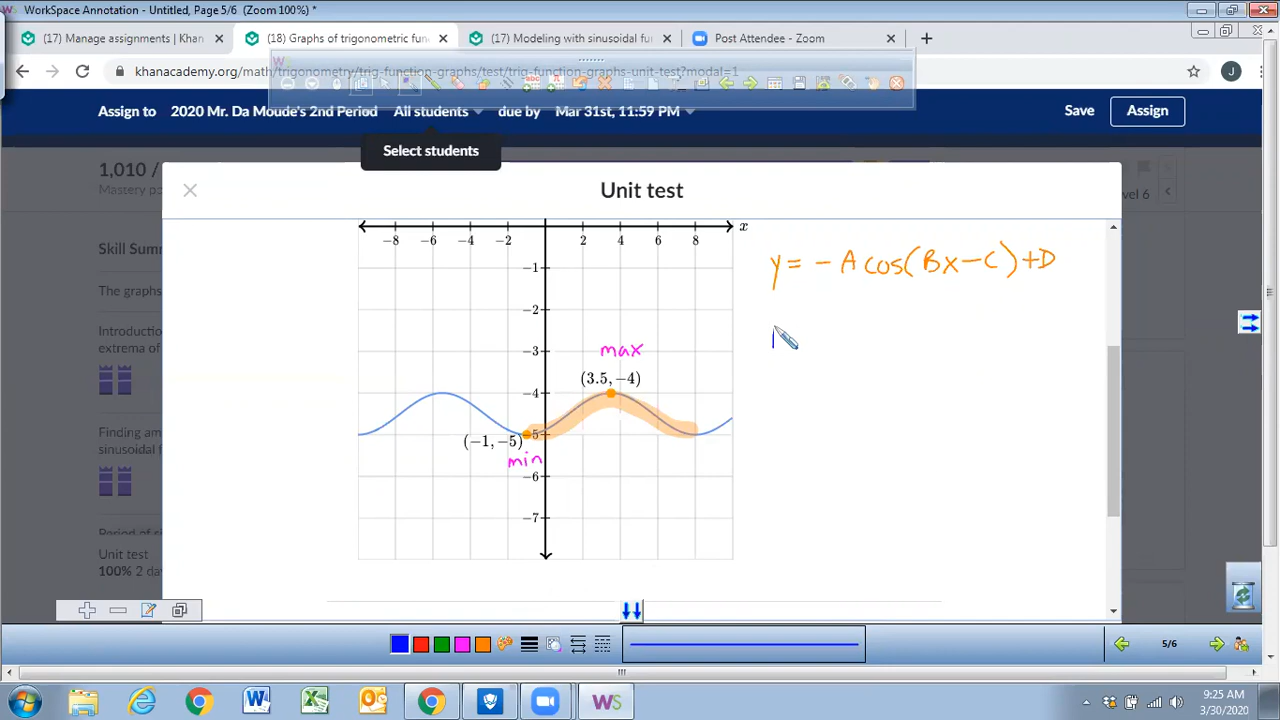 WorkSpace Annotation - Untitled, Page 5/6 (Zoom 100%) *
(17) Manage assignments | Khan
(18) Graphs of trigonometric func
(17) Modeling with sinusoidal fun
Post Attendee - Zoom
khanacademy.org/math/trigonometry/trig-function-graphs/test/trig-function-graphs-unit-test?modal=1
J
Assign to 2020 Mr. Da Moude's 2nd Period All students due by Mar 31st, 11:59 PM Save Assign
Select students
1,010 /
Mastery po
vel 6
Unit test
Skill Summ
The graphs
Introduction
extrema of
Finding am
sinusoidal f
Period of si
Unit test
100% 2 da
x
−8 −6 −4 −2 2 4 6 8
−1
−2
−3
−4
−5
−6
−7
max
(3.5, −4)
(−1, −5)
min
y = −A cos(Bx−C)+D
5/6
WS
9:25 AM
3/30/2020